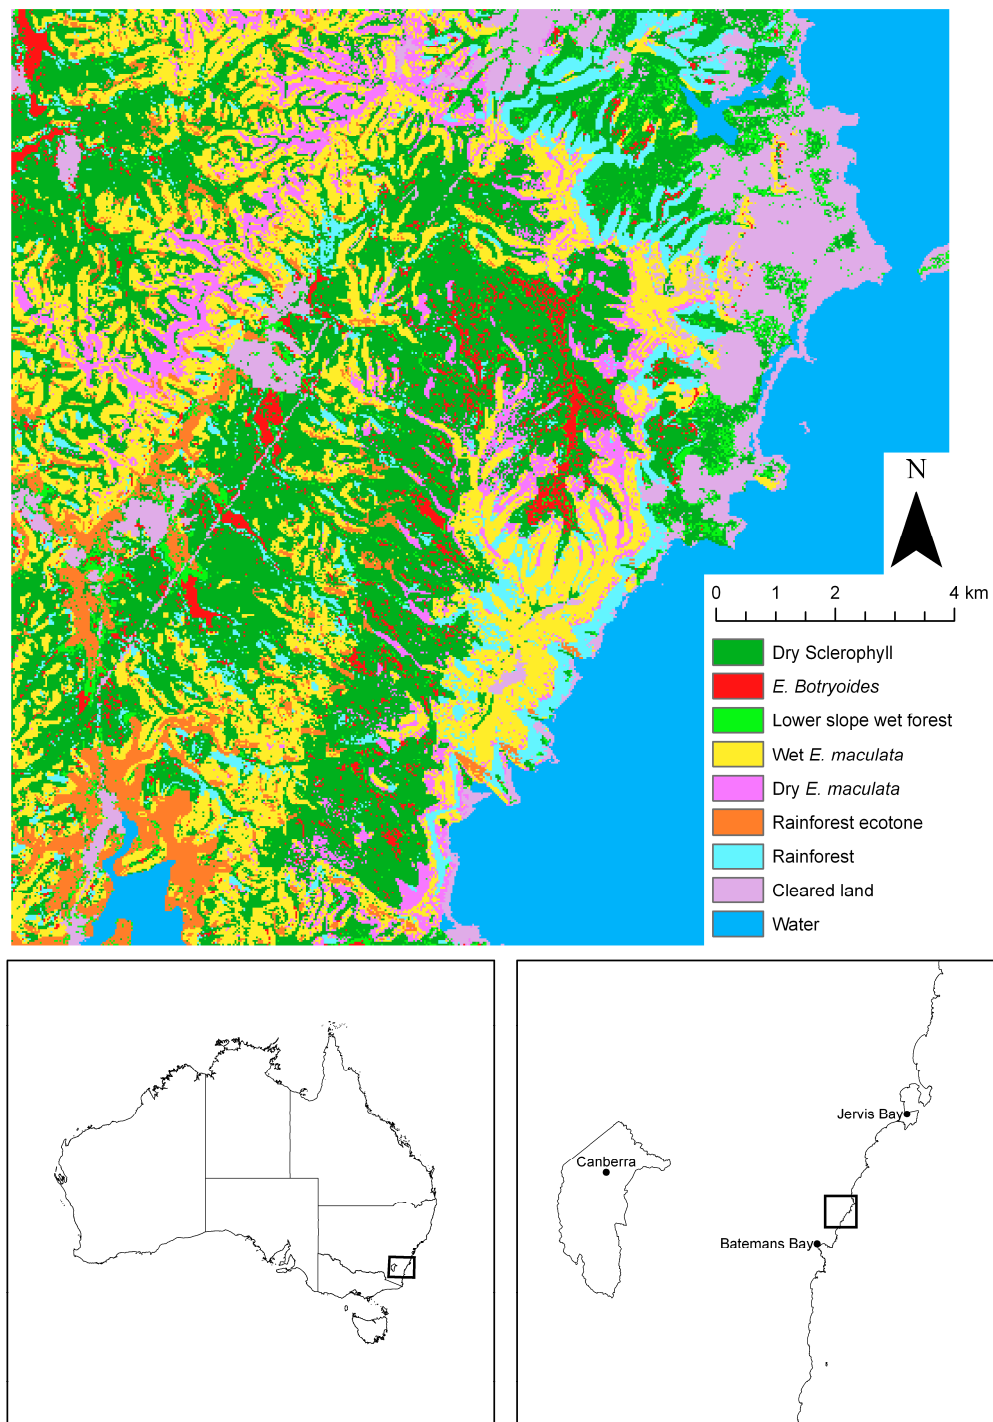 N
0 1 2 4 km
Dry Sclerophyll
E. Botryoides
Lower slope wet forest
Wet E. maculata
Dry E. maculata
Rainforest ecotone
Rainforest
Cleared land
Water
Jervis Bay
Canberra
Batemans Bay